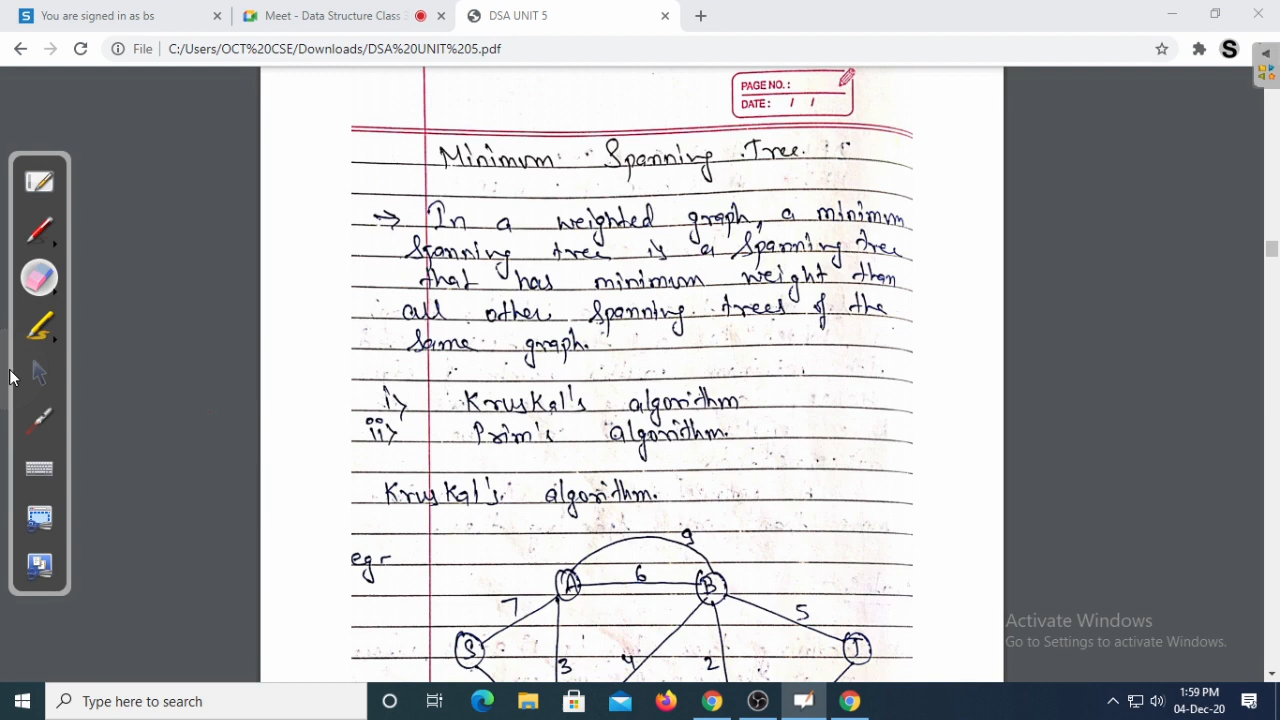 You are signed in as bs
Meet - Data Structure Class
DSA UNIT 5
File
C:/Users/OCT%20CSE/Downloads/DSA%20UNIT%205.pdf
S
PAGE NO.:
DATE: / /
Minimum Spanning Tree :
→ In a weighted graph, a minimum
Spanning tree is a Spanning tree
that has minimum weight than
all other spanning trees of the
Same graph.
i> Kruskal's algorithm
ii> Prim's algorithm.
Kruskal's algorithm.
9
eg-
A 6 B
7 5
S T
3 4 2
Activate Windows
Go to Settings to activate Windows.
Type here to search
1:59 PM
04-Dec-20